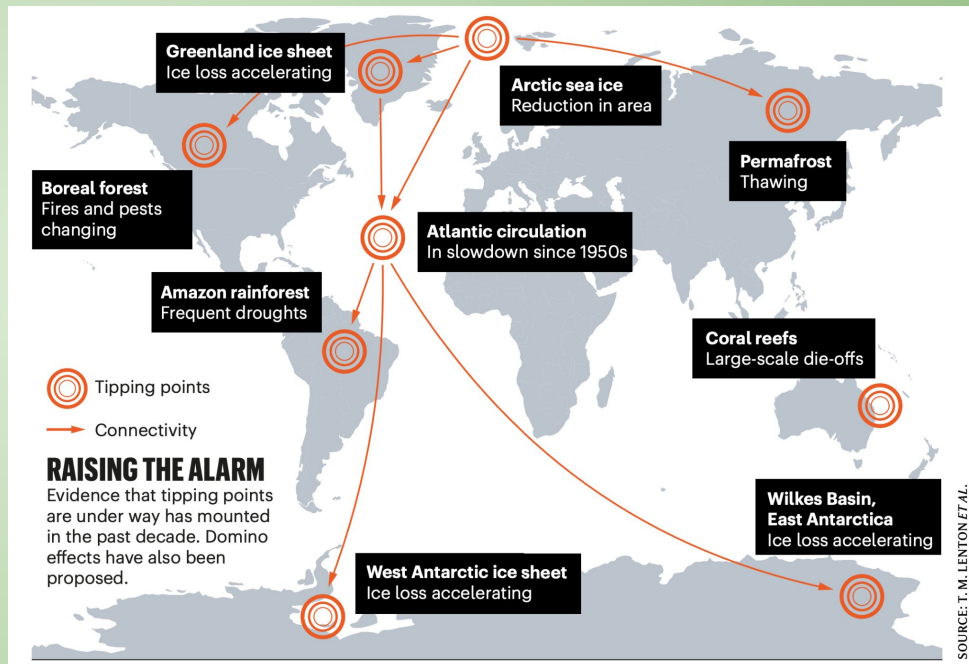 Greenland ice sheet
Ice loss accelerating
Arctic sea ice
Reduction in area
Permafrost
Thawing
Boreal forest
Fires and pests
changing
Atlantic circulation
In slowdown since 1950s
Amazon rainforest
Frequent droughts
Coral reefs
Large-scale die-offs
Tipping points
Connectivity
RAISING THE ALARM
Evidence that tipping points
are under way has mounted
in the past decade. Domino
effects have also been
proposed.
Wilkes Basin,
East Antarctica
Ice loss accelerating
West Antarctic ice sheet
Ice loss accelerating
SOURCE: T. M. LENTON ET AL.